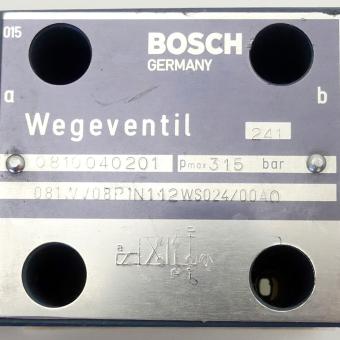 015
BOSCH
GERMANY
a b
Wegeventil 241
0810040201 pmax 315 bar
081WV08P1N112WS024/00A0